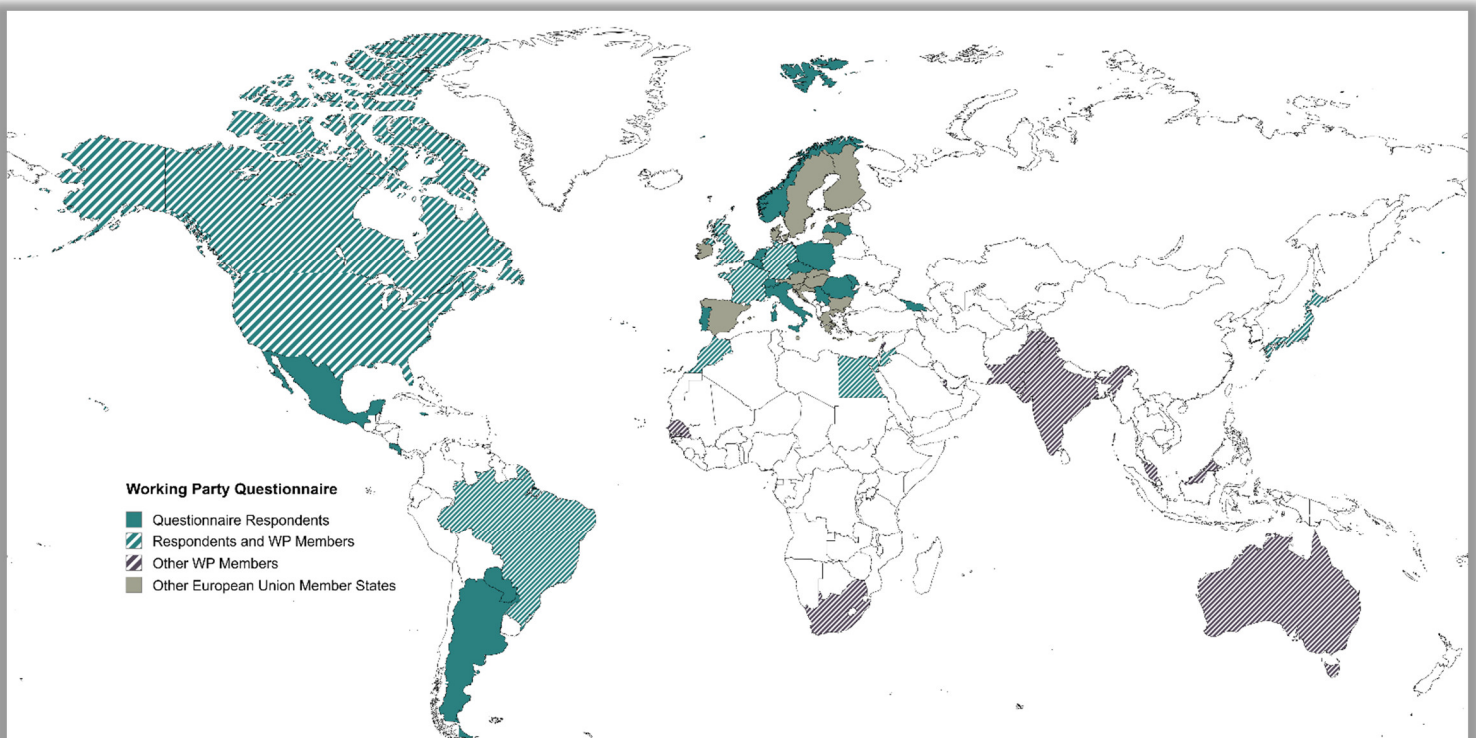 Working Party Questionnaire
Questionnaire Respondents
Respondents and WP Members
Other WP Members
Other European Union Member States